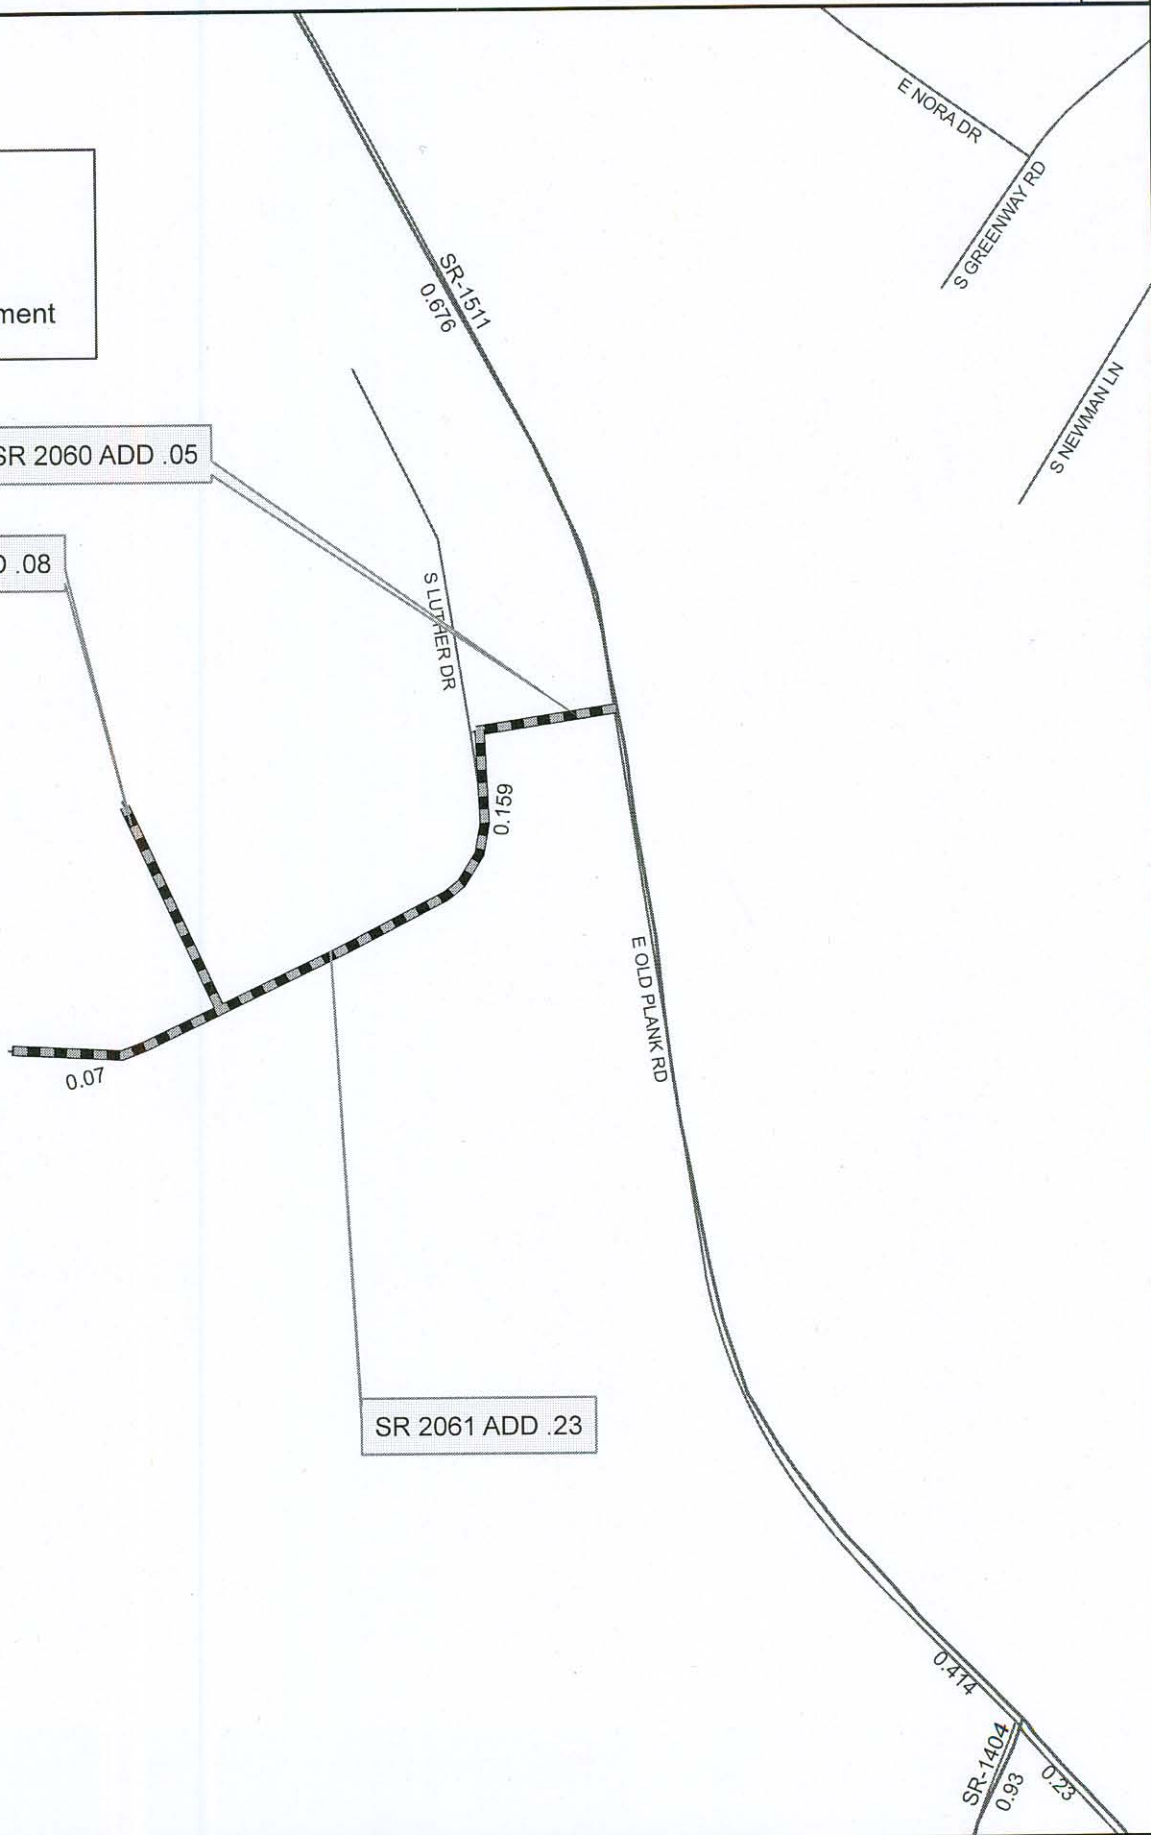 E NORA DR
S GREENWAY RD
SR-1511
0.676
S NEWMAN LN
SR 2060 ADD .05
.08
S LUTHER DR
0.159
E OLD PLANK RD
0.07
SR 2061 ADD .23
0.414
SR-1404
0.93
0.23